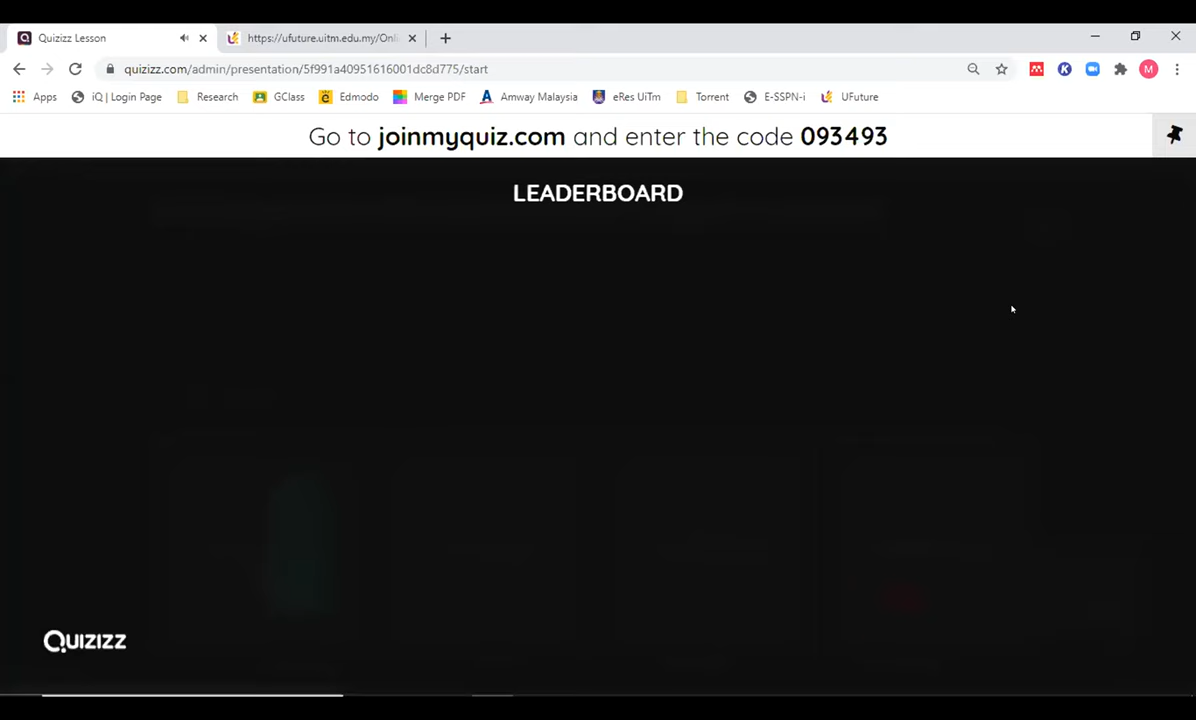 Quizizz Lesson
https://ufuture.uitm.edu.my/Onli
quizizz.com/admin/presentation/5f991a40951616001dc8d775/start
M
Apps
iQ | Login Page
Research
GClass
Edmodo
Merge PDF
Amway Malaysia
eRes UiTm
Torrent
E-SSPN-i
UFuture
Go to joinmyquiz.com and enter the code 093493
LEADERBOARD
QUIZIZZ